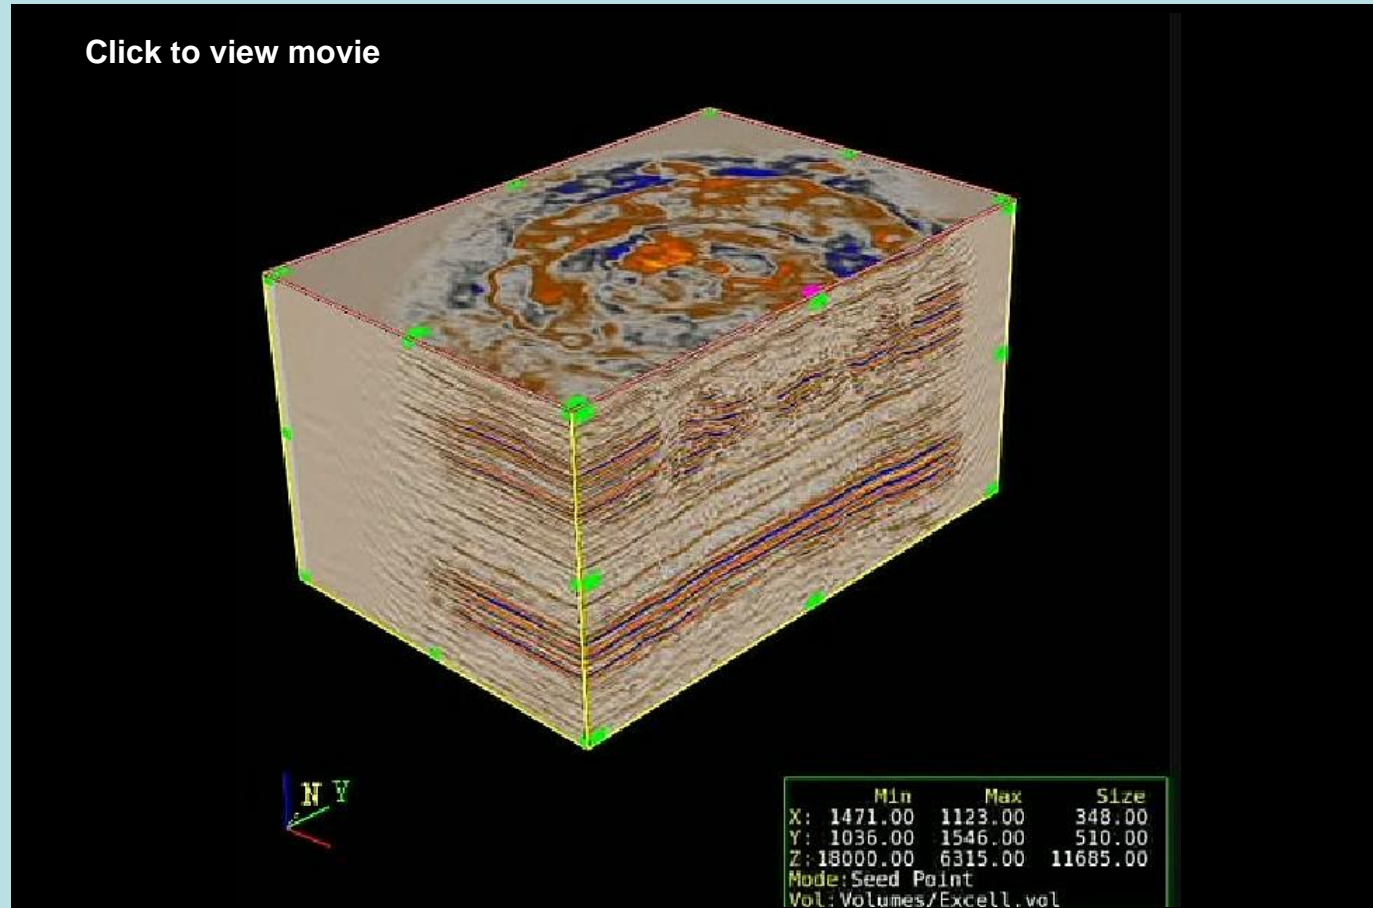 Click to view movie
N Y
Min Max Size
X: 1471.00 1123.00 348.00
Y: 1036.00 1546.00 510.00
Z:18000.00 6315.00 11685.00
Mode:Seed Point
Vol:Volumes/Excell.vol